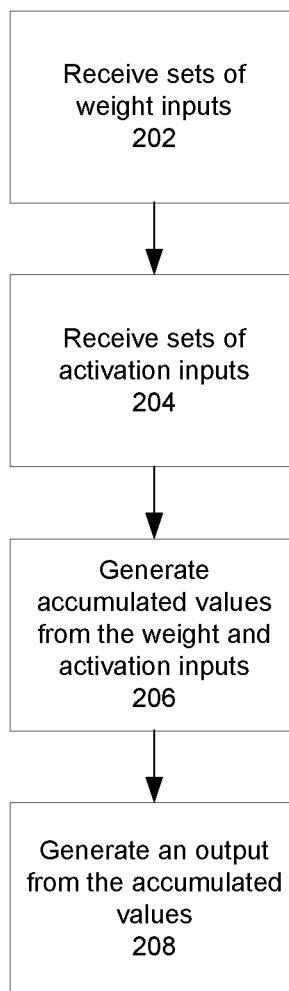 Receive sets of
weight inputs
202
Receive sets of
activation inputs
204
Generate
accumulated values
from the weight and
activation inputs
206
Generate an output
from the accumulated
values
208